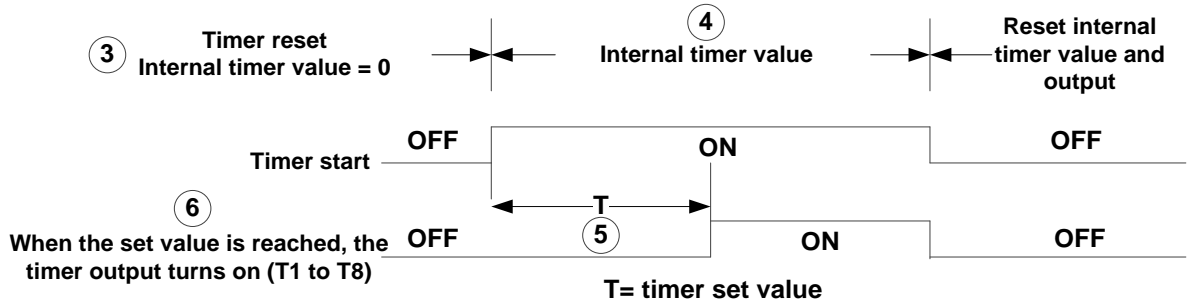 3
Timer reset
Internal timer value = 0
4
Internal timer value
Reset internal
timer value and
output
Timer start
OFF
ON
OFF
T
5
6
When the set value is reached, the
timer output turns on (T1 to T8)
OFF
ON
OFF
T= timer set value